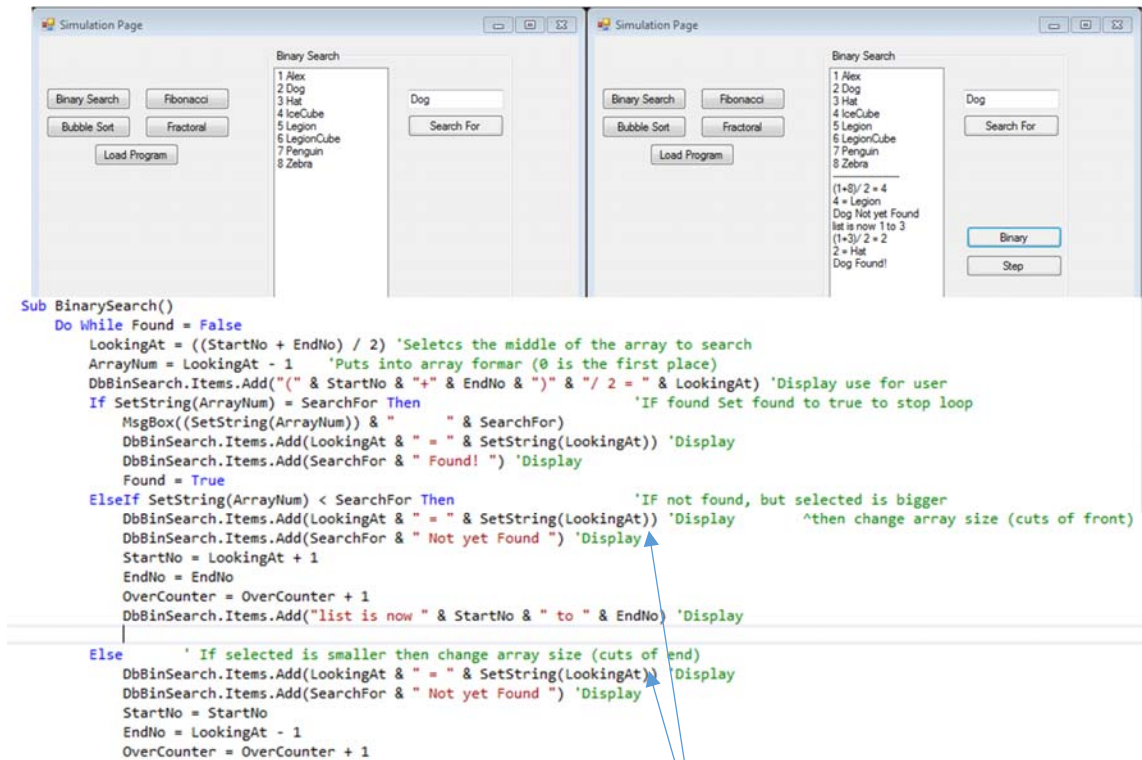 Simulation Page
Binary Search
1 Alex
2 Dog
3 Hat
4 IceCube
5 Legion
6 LegionCube
7 Penguin
8 Zebra
Binary Search
Fibonacci
Bubble Sort
Fractoral
Load Program
Dog
Search For
Simulation Page
Binary Search
1 Alex
2 Dog
3 Hat
4 IceCube
5 Legion
6 LegionCube
7 Penguin
8 Zebra
--------------------
(1+8)/ 2 = 4
4 = Legion
Dog Not yet Found
list is now 1 to 3
(1+3)/ 2 = 2
2 = Hat
Dog Found!
Binary Search
Fibonacci
Bubble Sort
Fractoral
Load Program
Dog
Search For
Binary
Step
Sub BinarySearch()
Do While Found = False
LookingAt = ((StartNo + EndNo) / 2) 'Seletcs the middle of the array to search
ArrayNum = LookingAt - 1 'Puts into array formar (0 is the first place)
DbBinSearch.Items.Add("(" & StartNo & "+" & EndNo & ")" & "/ 2 = " & LookingAt) 'Display use for user
If SetString(ArrayNum) = SearchFor Then 'IF found Set found to true to stop loop
MsgBox((SetString(ArrayNum)) & "      " & SearchFor)
DbBinSearch.Items.Add(LookingAt & " = " & SetString(LookingAt)) 'Display
DbBinSearch.Items.Add(SearchFor & " Found! ") 'Display
Found = True
ElseIf SetString(ArrayNum) < SearchFor Then 'IF not found, but selected is bigger
DbBinSearch.Items.Add(LookingAt & " = " & SetString(LookingAt)) 'Display ^then change array size (cuts of front)
DbBinSearch.Items.Add(SearchFor & " Not yet Found ") 'Display
StartNo = LookingAt + 1
EndNo = EndNo
OverCounter = OverCounter + 1
DbBinSearch.Items.Add("list is now " & StartNo & " to " & EndNo) 'Display
Else ' If selected is smaller then change array size (cuts of end)
DbBinSearch.Items.Add(LookingAt & " = " & SetString(LookingAt)) 'Display
DbBinSearch.Items.Add(SearchFor & " Not yet Found ") 'Display
StartNo = StartNo
EndNo = LookingAt - 1
OverCounter = OverCounter + 1